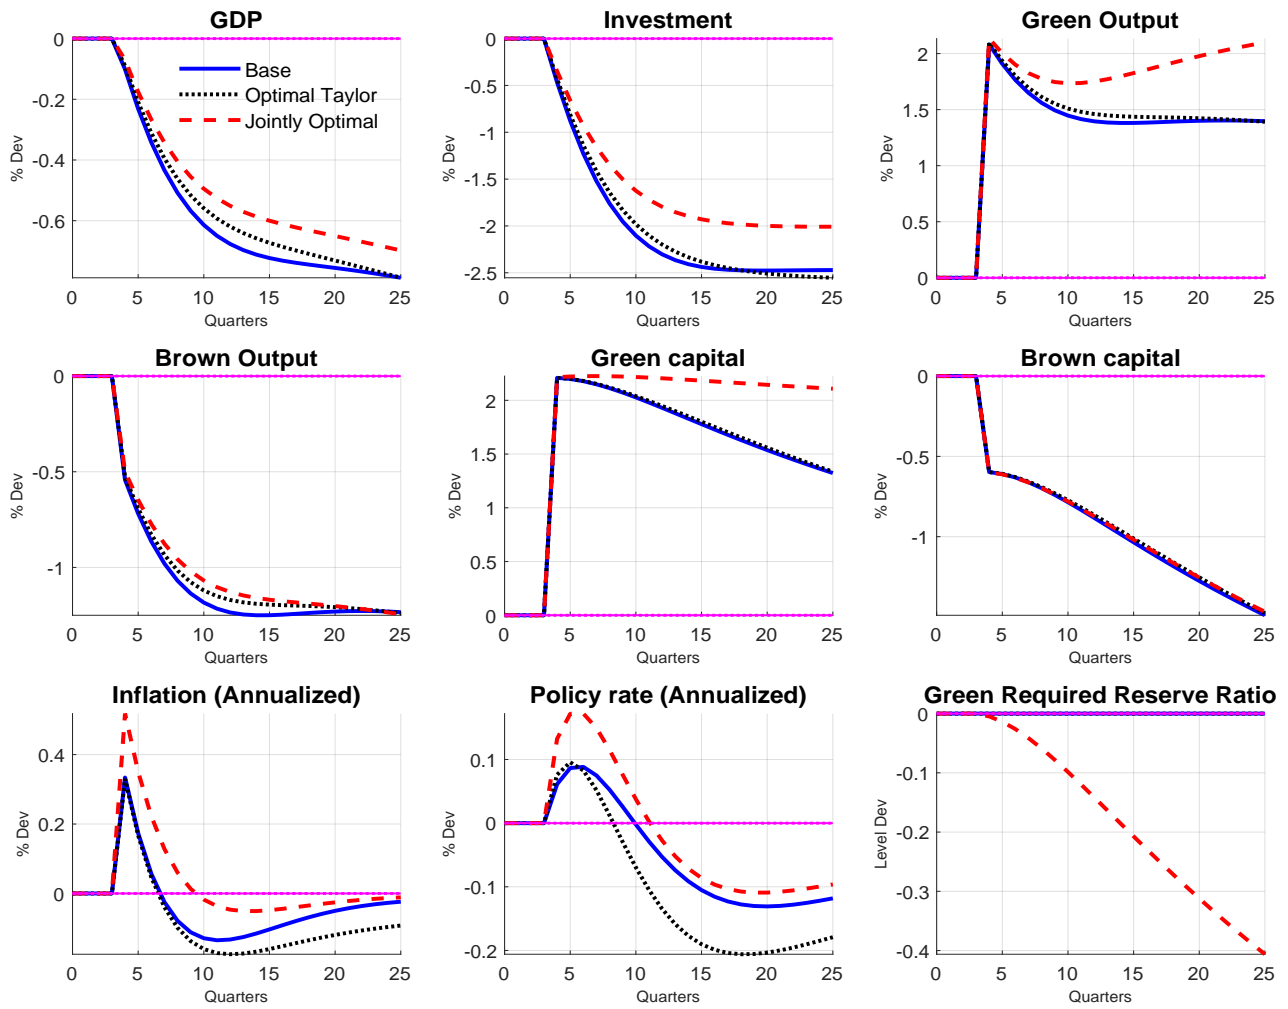 GDP
% Dev
0
-0.2
-0.4
-0.6
Base
Optimal Taylor
Jointly Optimal
0 5 10 15 20 25
Quarters
Investment
% Dev
0
-0.5
-1
-1.5
-2
-2.5
0 5 10 15 20 25
Quarters
Green Output
% Dev
2
1.5
1
0.5
0
0 5 10 15 20 25
Quarters
Brown Output
% Dev
0
-0.5
-1
0 5 10 15 20 25
Quarters
Green capital
% Dev
2
1.5
1
0.5
0
0 5 10 15 20 25
Quarters
Brown capital
% Dev
0
-0.5
-1
0 5 10 15 20 25
Quarters
Inflation (Annualized)
% Dev
0.4
0.2
0
0 5 10 15 20 25
Quarters
Policy rate (Annualized)
% Dev
0.1
0
-0.1
-0.2
0 5 10 15 20 25
Quarters
Green Required Reserve Ratio
Level Dev
0
-0.1
-0.2
-0.3
-0.4
0 5 10 15 20 25
Quarters